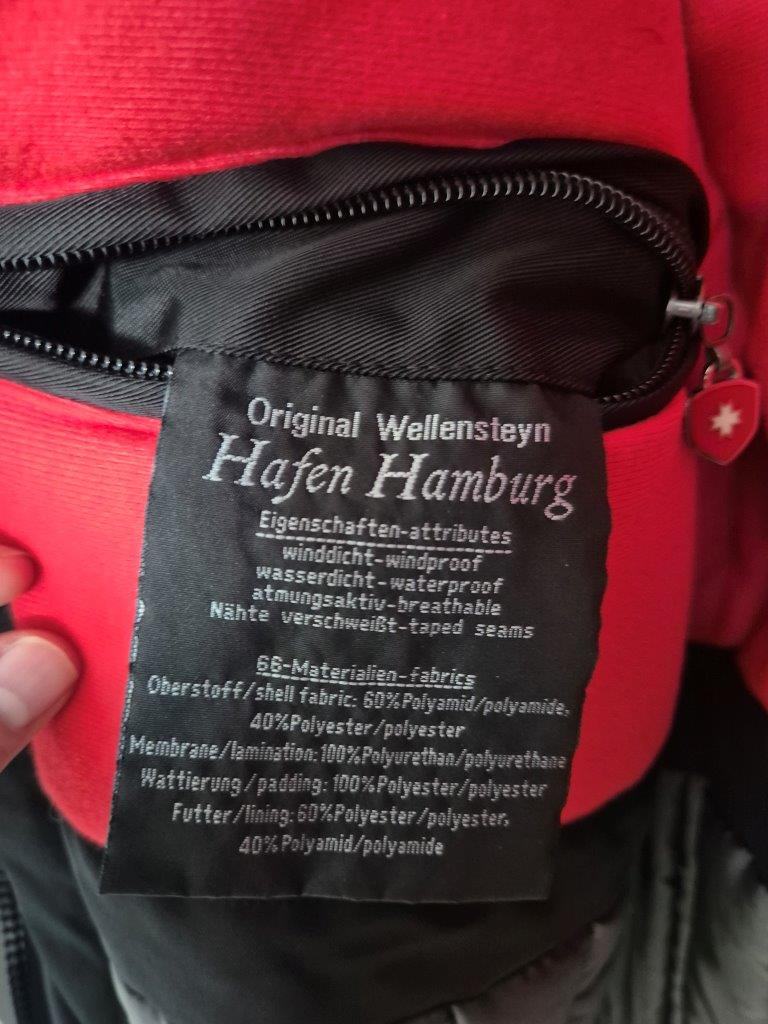 Original Wellensteyn
Hafen Hamburg
Eigenschaften-attributes
winddicht-windproof
wasserdicht-waterproof
atmungsaktiv-breathable
Nähte verschweißt-taped seams
66-Materialien-fabrics
Oberstoff/shell fabric: 60%Polyamid/polyamide,
40%Polyester/polyester
Membrane/lamination:100%Polyurethan/polyurethane
Wattierung/padding: 100%Polyester/polyester
Futter/lining: 60%Polyester/polyester,
40%Polyamid/polyamide